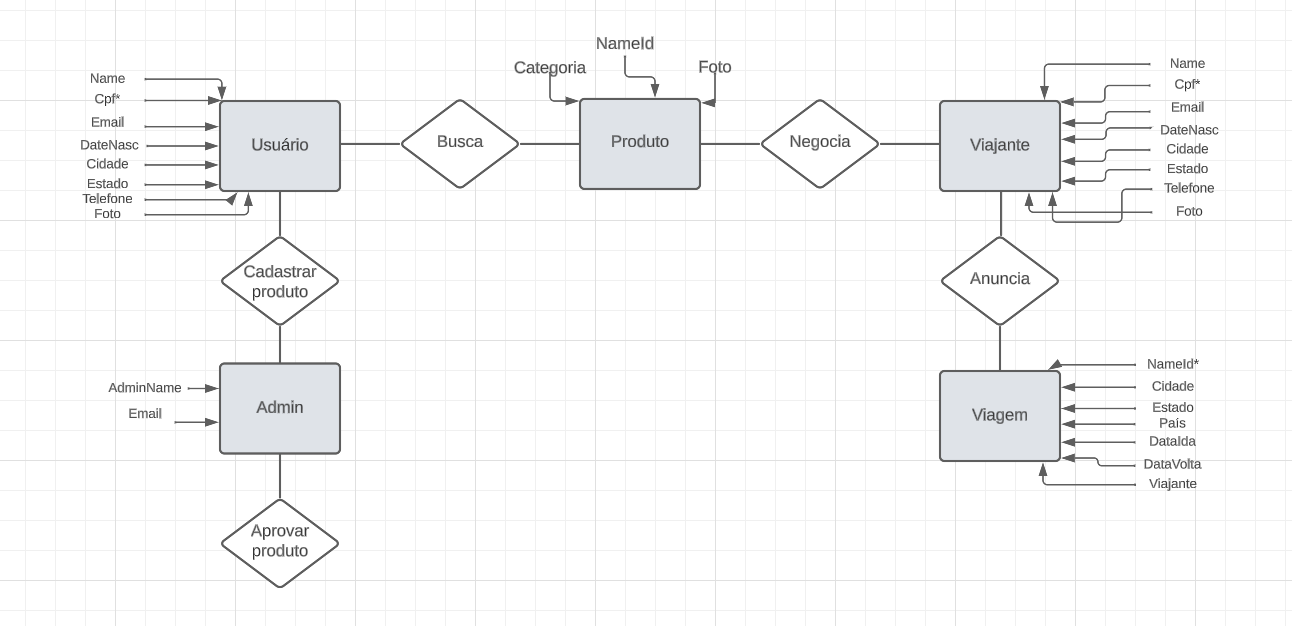 NameId
Categoria
Foto
Name
Cpf*
Email
DateNasc
Cidade
Estado
Telefone
Foto
Usuário
Busca
Produto
Negocia
Viajante
Name
Cpf*
Email
DateNasc
Cidade
Estado
Telefone
Foto
Cadastrar
produto
Anuncia
AdminName
Email
Admin
Viagem
NameId*
Cidade
Estado
País
DataIda
DataVolta
Viajante
Aprovar
produto